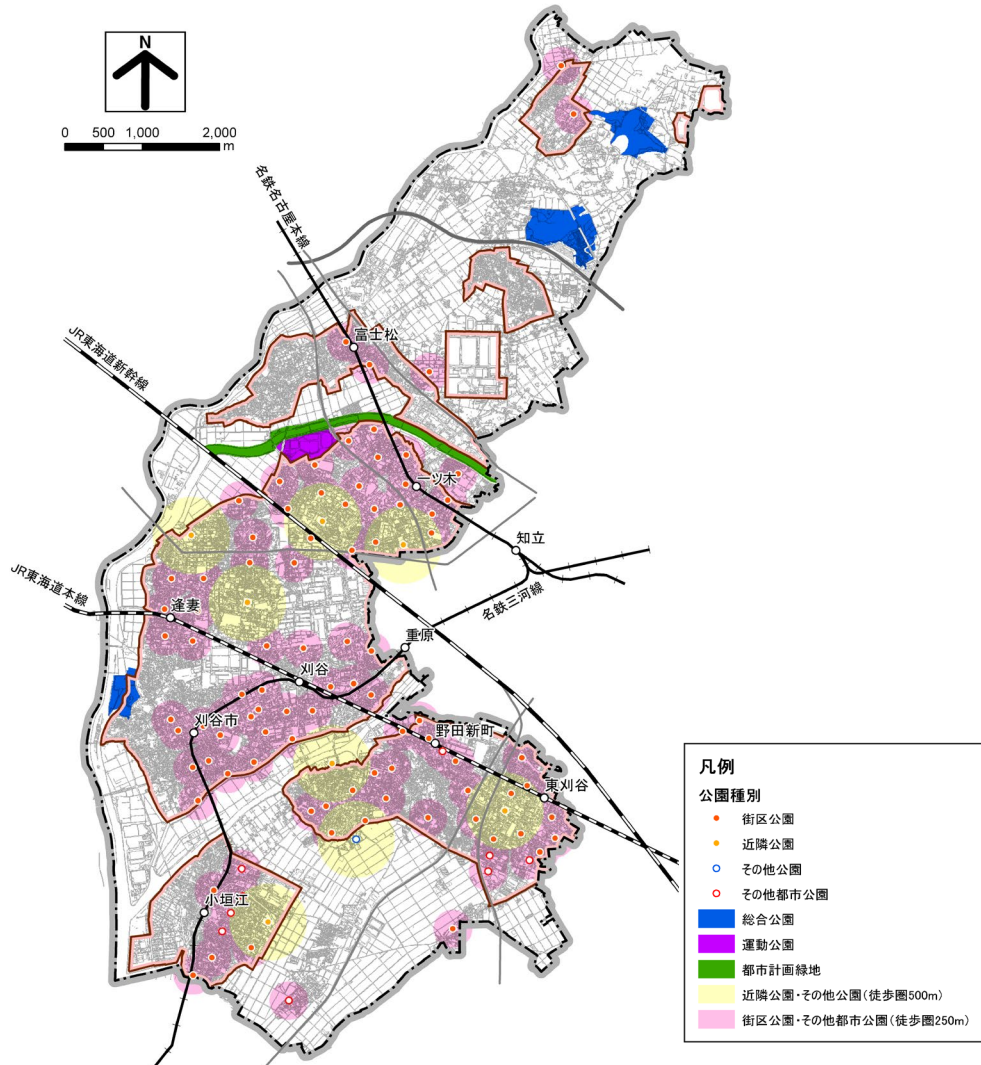 N
0 500 1,000 2,000
m
名鉄名古屋本線
富士松
JR東海道新幹線
一ツ木
知立
JR東海道本線
名鉄三河線
逢妻
重原
刈谷
刈谷市
野田新町
東刈谷
小垣江
凡例
公園種別
街区公園
近隣公園
その他公園
その他都市公園
総合公園
運動公園
都市計画緑地
近隣公園・その他公園(徒歩圏500m)
街区公園・その他都市公園(徒歩圏250m)